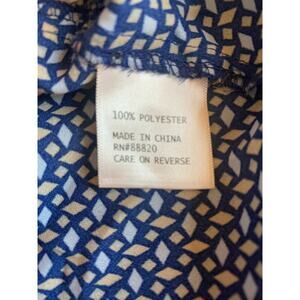 100% POLYESTER
MADE IN CHINA
RN#88820
CARE ON REVERSE